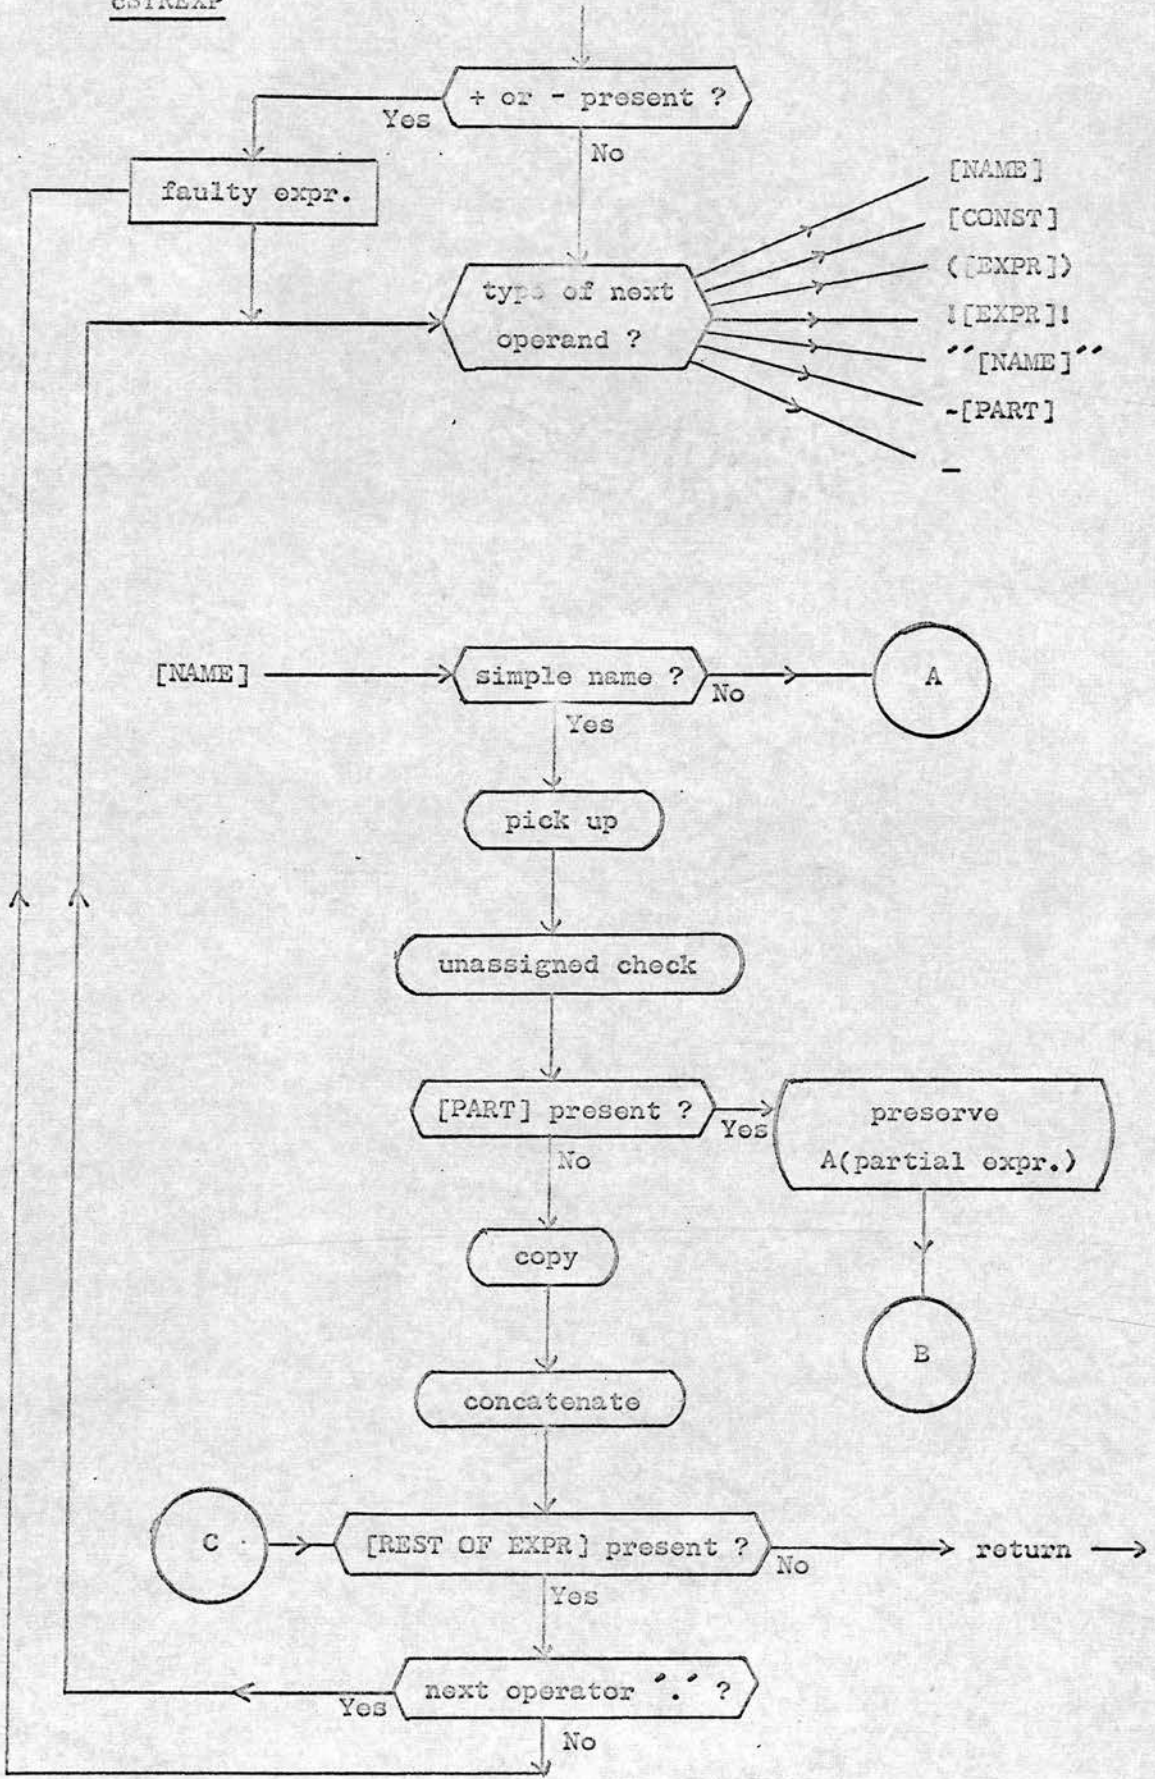 CSTREXP
+ or - present ?
Yes
No
faulty expr.
type of next
operand ?
[NAME]
[CONST]
([EXPR])
![EXPR]!
''[NAME]''
-[PART]
_
[NAME]
simple name ?
No
A
Yes
pick up
unassigned check
[PART] present ?
Yes
preserve
A(partial expr.)
No
copy
B
concatenate
C
[REST OF EXPR] present ?
No
return
Yes
next operator '.' ?
Yes
No